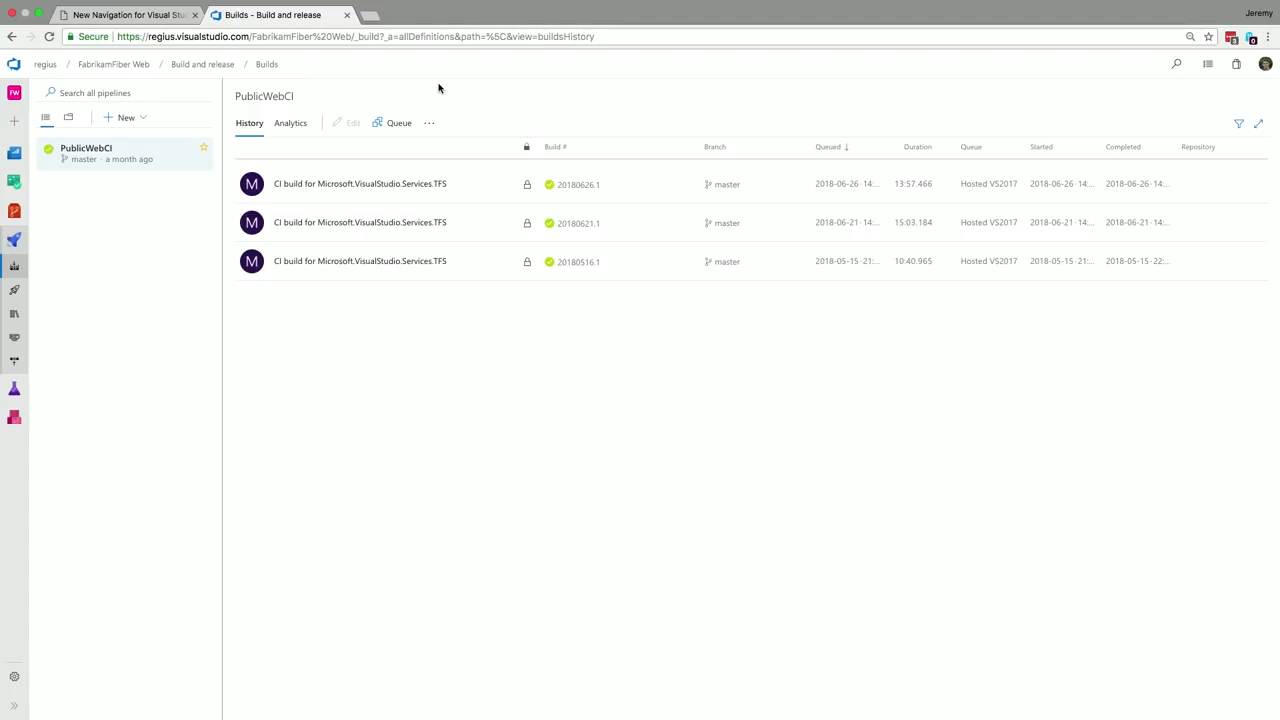 New Navigation for Visual Stu
Builds - Build and release
Jeremy
Secure
https://regius.visualstudio.com/FabrikamFiber%20Web/_build?_a=allDefinitions&path=%5C&view=buildsHistory
3
0
regius / FabrikamFiber Web / Build and release / Builds
FW
Search all pipelines
New
PublicWebCI
master · a month ago
PublicWebCI
History Analytics Edit Queue ···
Build # Branch Queued ↓ Duration Queue Started Completed Repository
M CI build for Microsoft.VisualStudio.Services.TFS 20180626.1 master 2018-06-26 · 14:... 13:57.466 Hosted VS2017 2018-06-26 · 14:... 2018-06-26 · 14:...
M CI build for Microsoft.VisualStudio.Services.TFS 20180621.1 master 2018-06-21 · 14:... 15:03.184 Hosted VS2017 2018-06-21 · 14:... 2018-06-21 · 14:...
M CI build for Microsoft.VisualStudio.Services.TFS 20180516.1 master 2018-05-15 · 21:... 10:40.965 Hosted VS2017 2018-05-15 · 21:... 2018-05-15 · 22:...